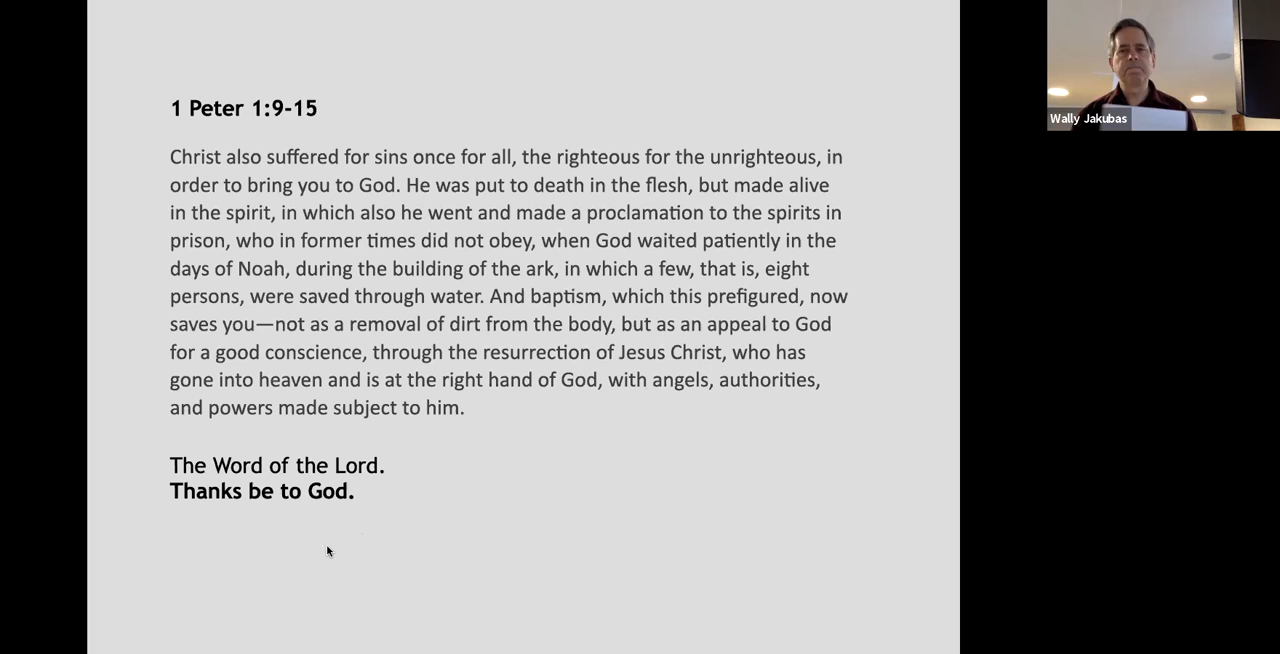 1 Peter 1:9-15
Christ also suffered for sins once for all, the righteous for the unrighteous, in
order to bring you to God. He was put to death in the flesh, but made alive
in the spirit, in which also he went and made a proclamation to the spirits in
prison, who in former times did not obey, when God waited patiently in the
days of Noah, during the building of the ark, in which a few, that is, eight
persons, were saved through water. And baptism, which this prefigured, now
saves you—not as a removal of dirt from the body, but as an appeal to God
for a good conscience, through the resurrection of Jesus Christ, who has
gone into heaven and is at the right hand of God, with angels, authorities,
and powers made subject to him.
The Word of the Lord.
Thanks be to God.
Wally Jakubas